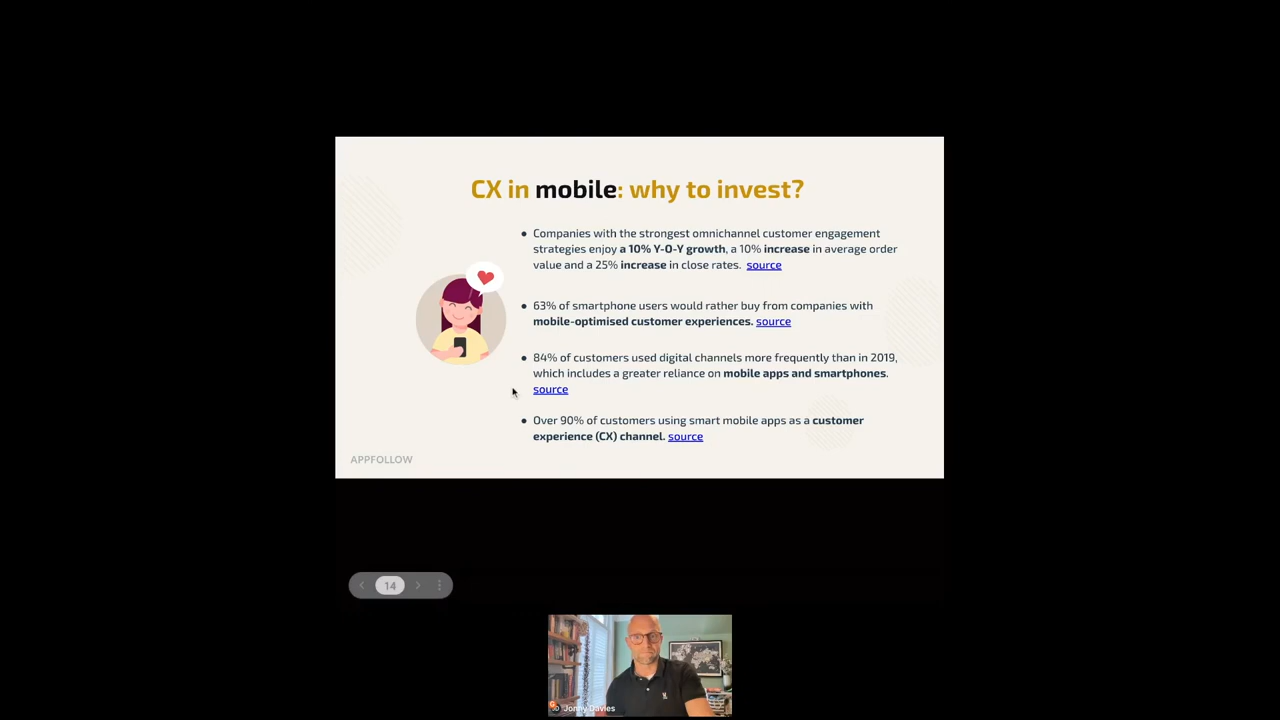 CX in mobile: why to invest?
● Companies with the strongest omnichannel customer engagement
strategies enjoy a 10% Y-O-Y growth, a 10% increase in average order
value and a 25% increase in close rates. source
● 63% of smartphone users would rather buy from companies with
mobile-optimised customer experiences. source
● 84% of customers used digital channels more frequently than in 2019,
which includes a greater reliance on mobile apps and smartphones.
source
● Over 90% of customers using smart mobile apps as a customer
experience (CX) channel. source
APPFOLLOW
14
Jonny Davies